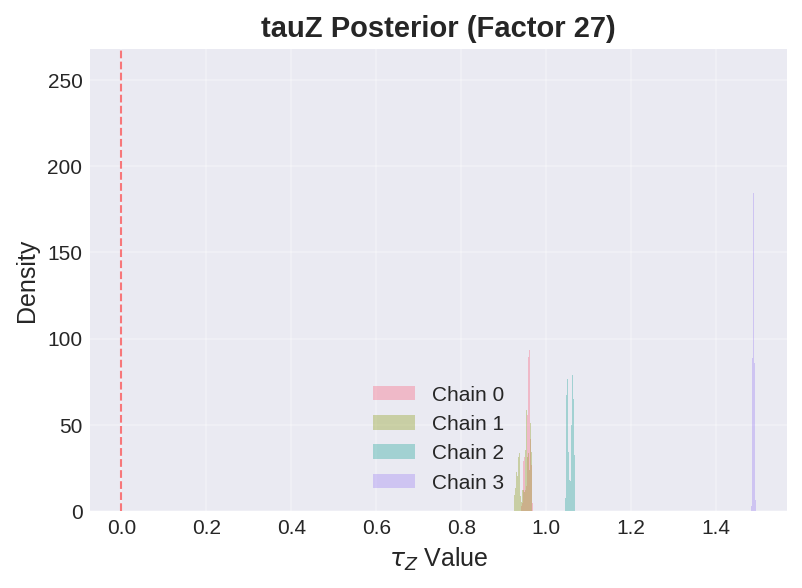 tauZ Posterior (Factor 27)
Density
250
200
150
100
50
0
Chain 0
Chain 1
Chain 2
Chain 3
0.0 0.2 0.4 0.6 0.8 1.0 1.2 1.4
τZ Value